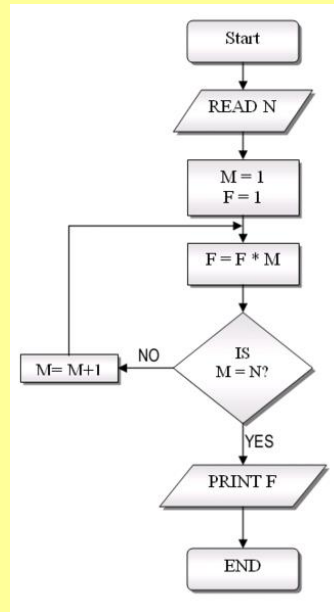 Start
READ N
M = 1
F = 1
F = F * M
IS
M = N?
NO
M= M+1
YES
PRINT F
END